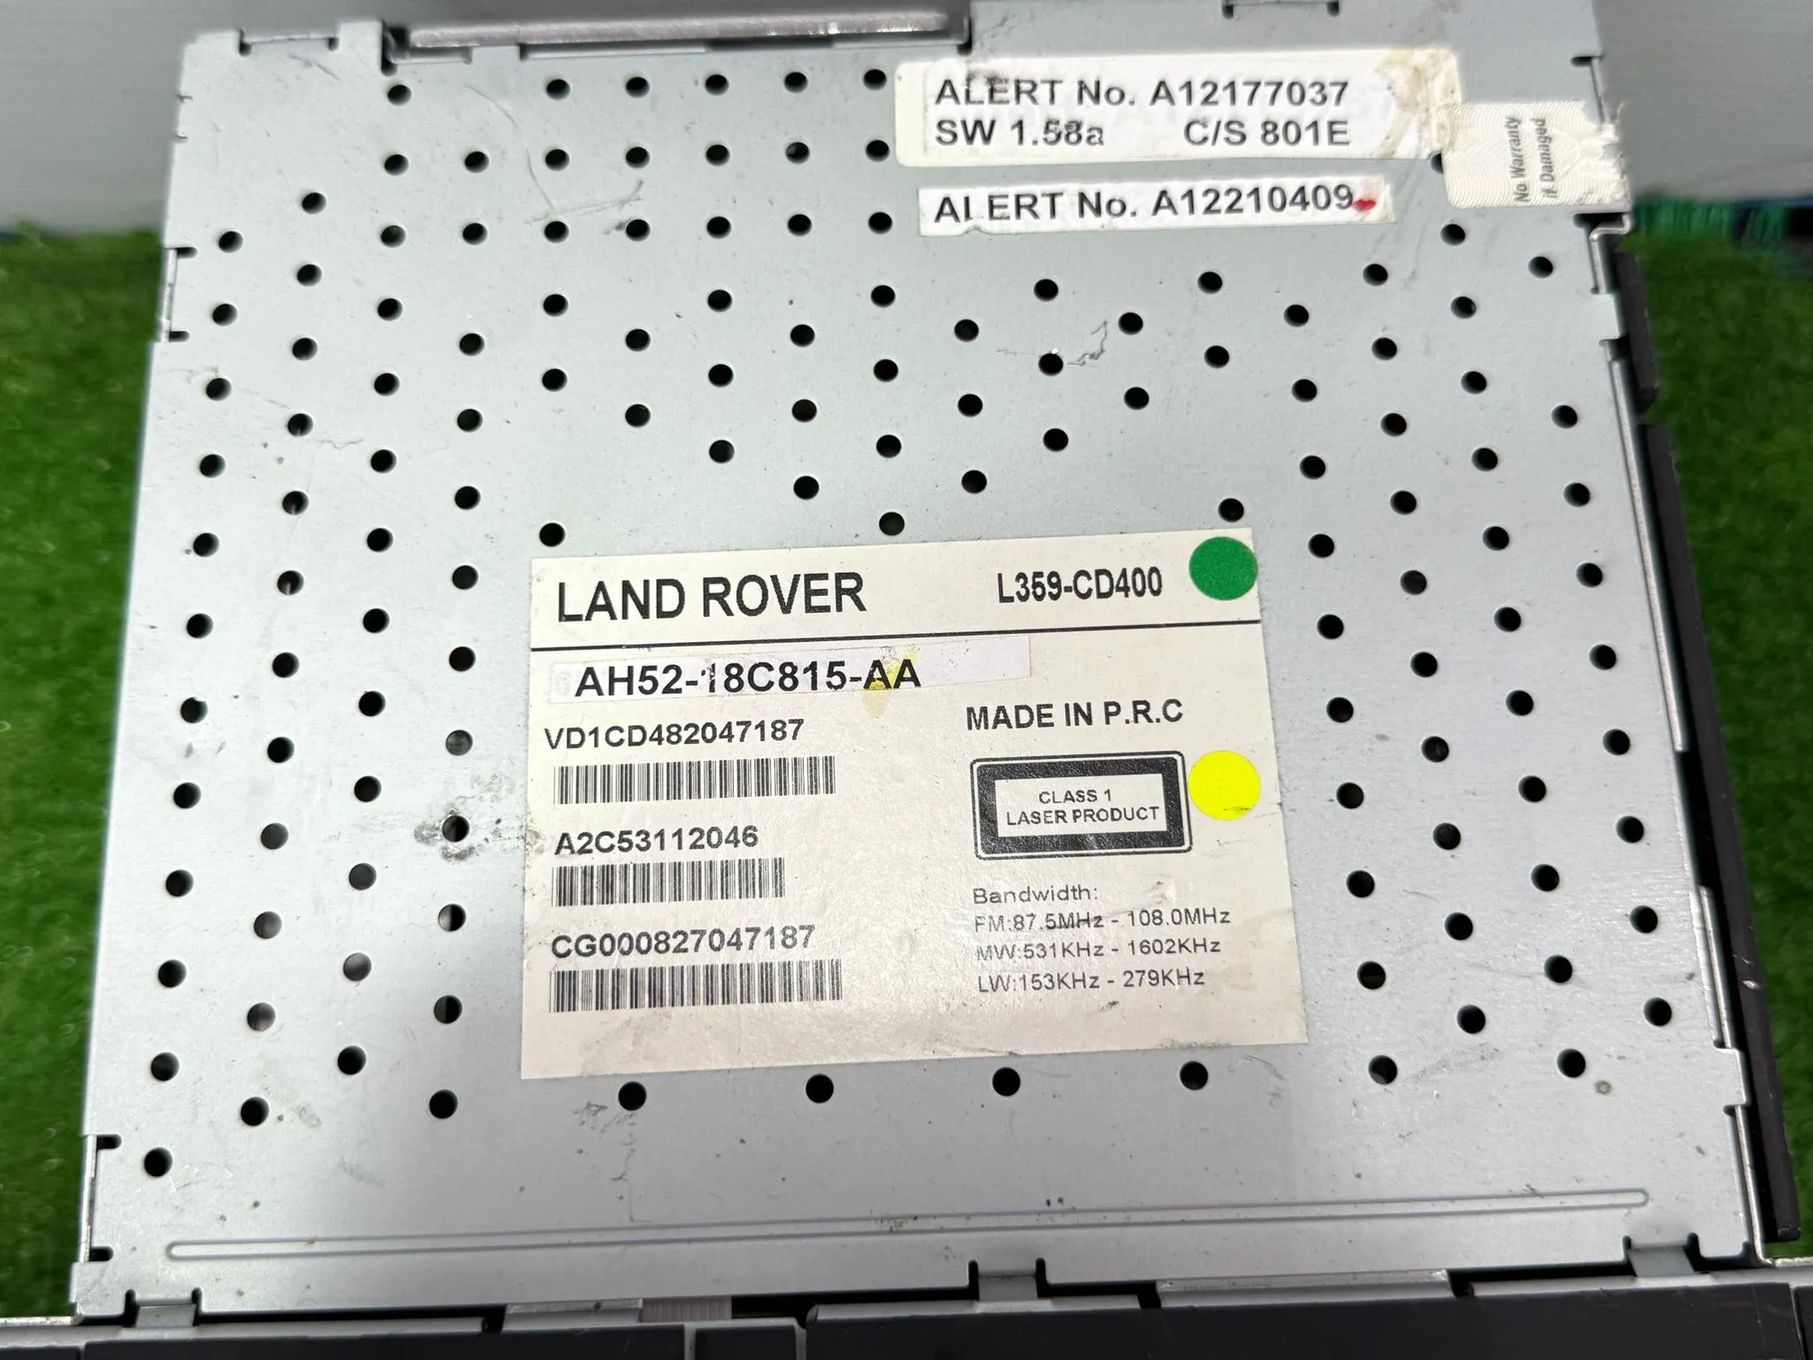 ALERT No. A12177037
SW 1.58a C/S 801E
No Warranty
if Damaged
ALERT No. A12210409
LAND ROVER L359-CD400
AH52-18C815-AA
VD1CD482047187
MADE IN P.R.C
CLASS 1
LASER PRODUCT
A2C53112046
CG000827047187
Bandwidth:
FM:87.5MHz - 108.0MHz
MW:531KHz - 1602KHz
LW:153KHz - 279KHz